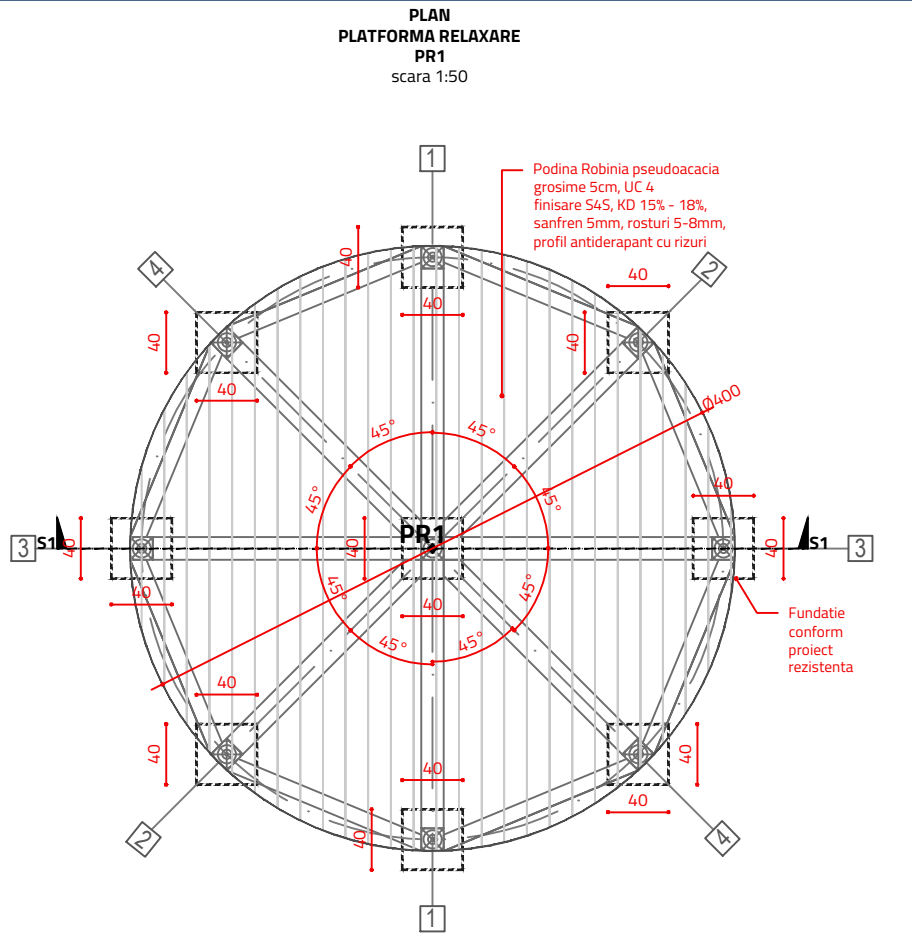 PLAN
PLATFORMA RELAXARE
PR1
scara 1:50
1
Podina Robinia pseudoacacia
grosime 5cm, UC 4
finisare S4S, KD 15% - 18%,
sanfren 5mm, rosturi 5-8mm,
profil antiderapant cu rizuri
4
2
40
40
40
40
40
40
Ø400
45°
45°
40
45°
45°
3
S1
40
40
PR1
40
S1
3
40
45°
45°
40
40
Fundatie
conform
proiect
rezistenta
45°
45°
40
40
40
40
40
40
2
4
1